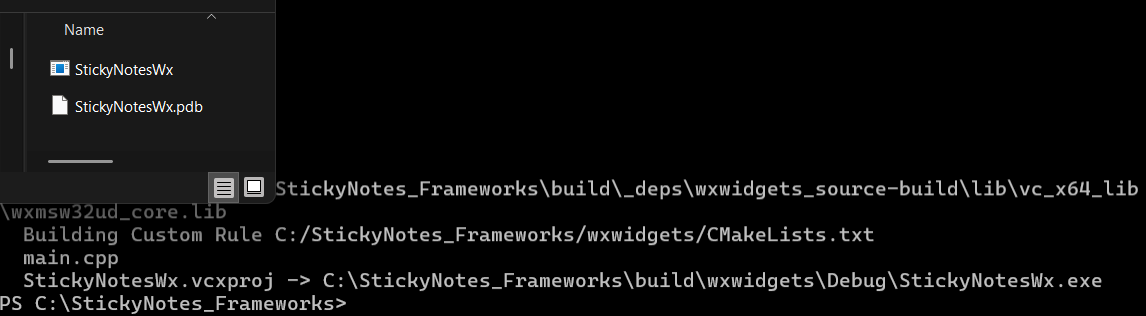 Name
StickyNotesWx
StickyNotesWx.pdb
StickyNotes_Frameworks\build\_deps\wxwidgets_source-build\lib\vc_x64_lib
\wxmsw32ud_core.lib
Building Custom Rule C:/StickyNotes_Frameworks/wxwidgets/CMakeLists.txt
main.cpp
StickyNotesWx.vcxproj -> C:\StickyNotes_Frameworks\build\wxwidgets\Debug\StickyNotesWx.exe
PS C:\StickyNotes_Frameworks>